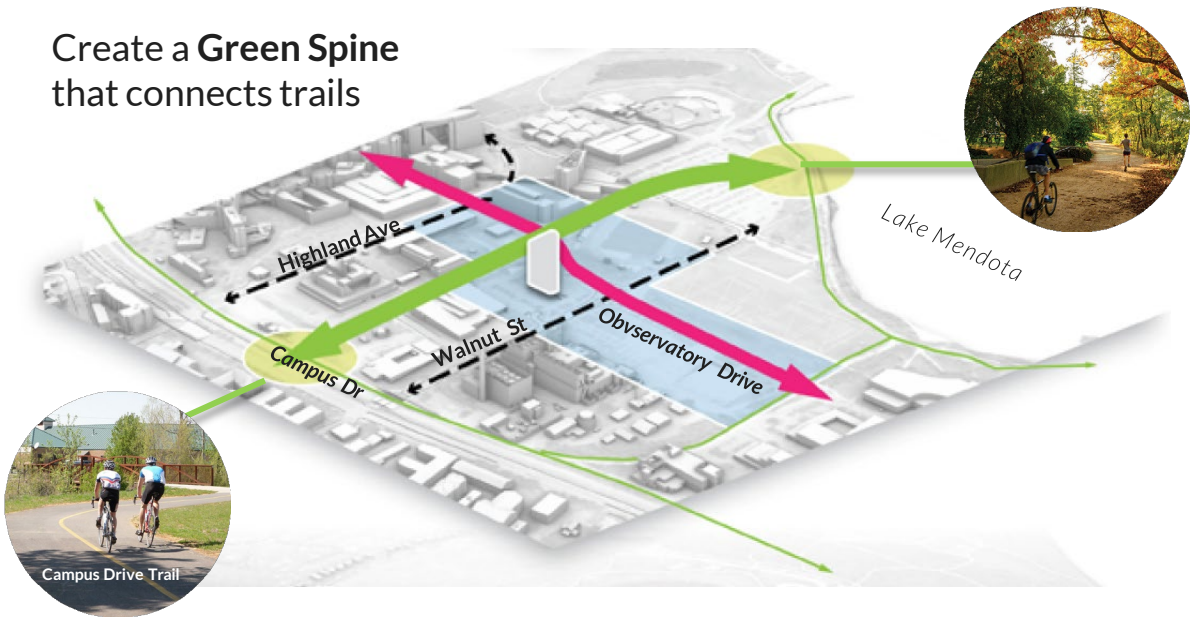 Create a Green Spine
that connects trails
Lake Mendota
Highland Ave
Walnut St
Obvservatory Drive
Campus Dr
Campus Drive Trail